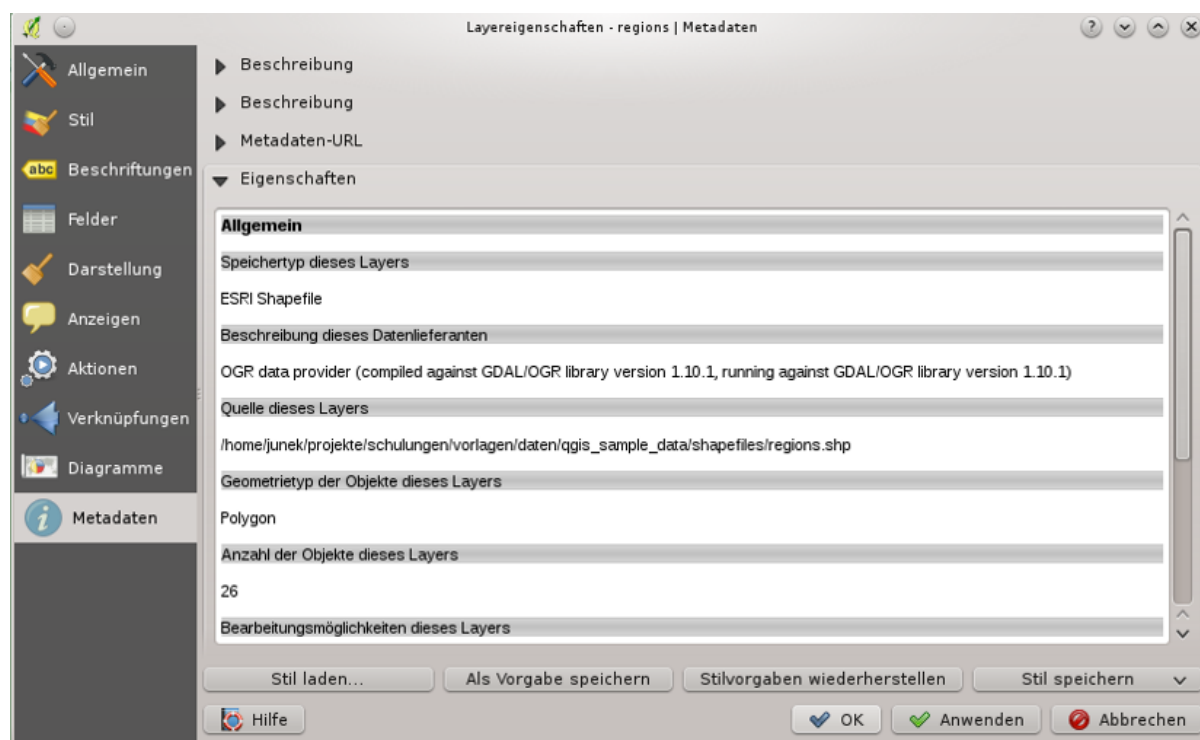 Layereigenschaften - regions | Metadaten
Allgemein
Stil
abc Beschriftungen
Felder
Darstellung
Anzeigen
Aktionen
Verknüpfungen
Diagramme
Metadaten
Beschreibung
Beschreibung
Metadaten-URL
Eigenschaften
Allgemein
Speichertyp dieses Layers
ESRI Shapefile
Beschreibung dieses Datenlieferanten
OGR data provider (compiled against GDAL/OGR library version 1.10.1, running against GDAL/OGR library version 1.10.1)
Quelle dieses Layers
/home/junek/projekte/schulungen/vorlagen/daten/qgis_sample_data/shapefiles/regions.shp
Geometrietyp der Objekte dieses Layers
Polygon
Anzahl der Objekte dieses Layers
26
Bearbeitungsmöglichkeiten dieses Layers
Stil laden... Als Vorgabe speichern Stilvorgaben wiederherstellen Stil speichern
Hilfe OK Anwenden Abbrechen